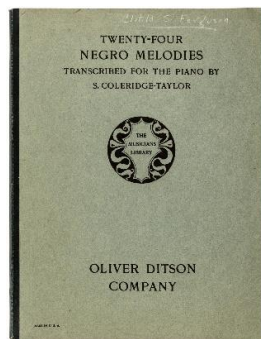 TWENTY-FOUR
NEGRO MELODIES
TRANSCRIBED FOR THE PIANO BY
S. COLERIDGE-TAYLOR
THE
MUSICIANS
LIBRARY
OLIVER DITSON
COMPANY